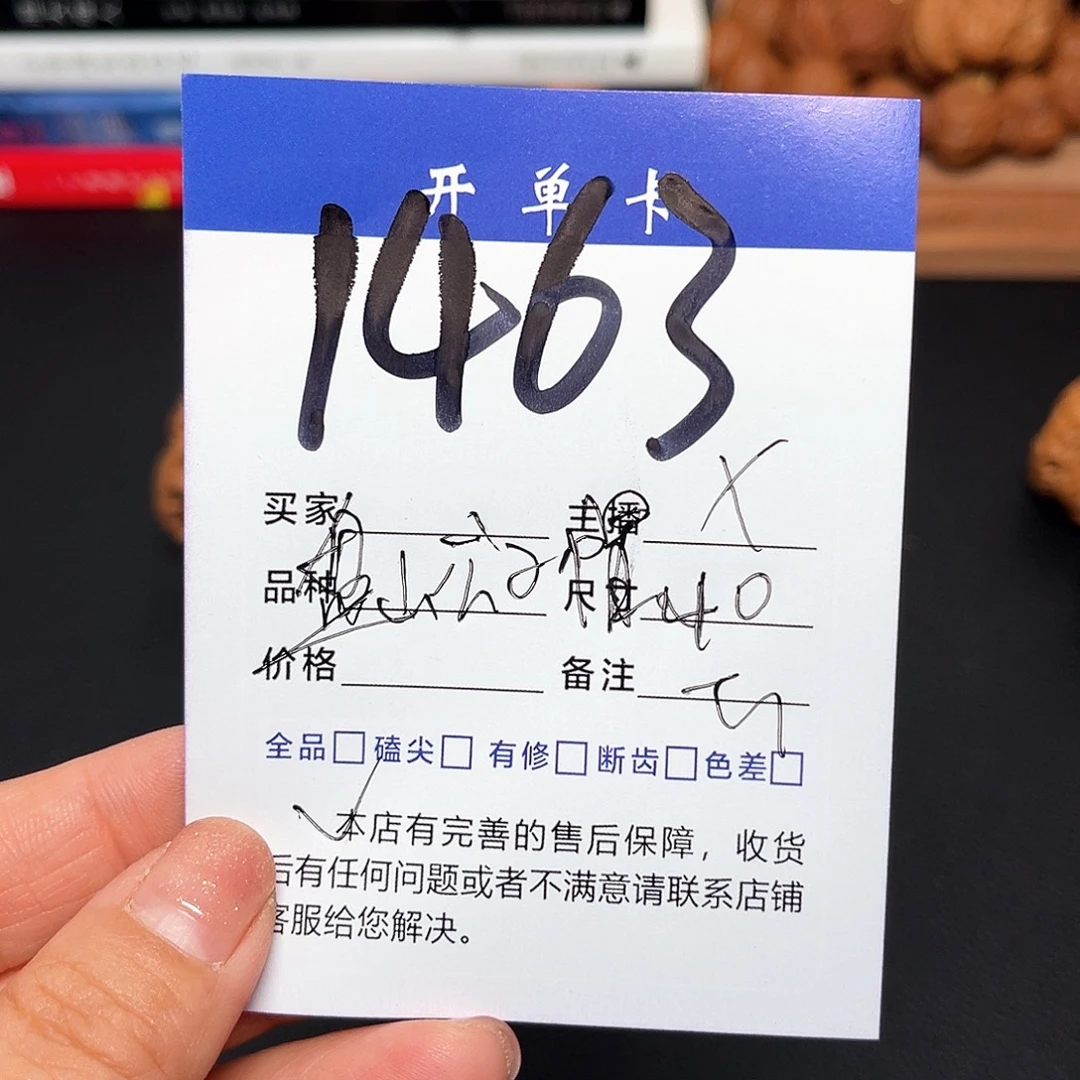 开单卡
1463
买家 主播 X
品种 尺寸 40
价格 备注
全品□ 磕尖□ 有修□ 断齿□ 色差□
本店有完善的售后保障，收货
后有任何问题或者不满意请联系店铺
客服给您解决。